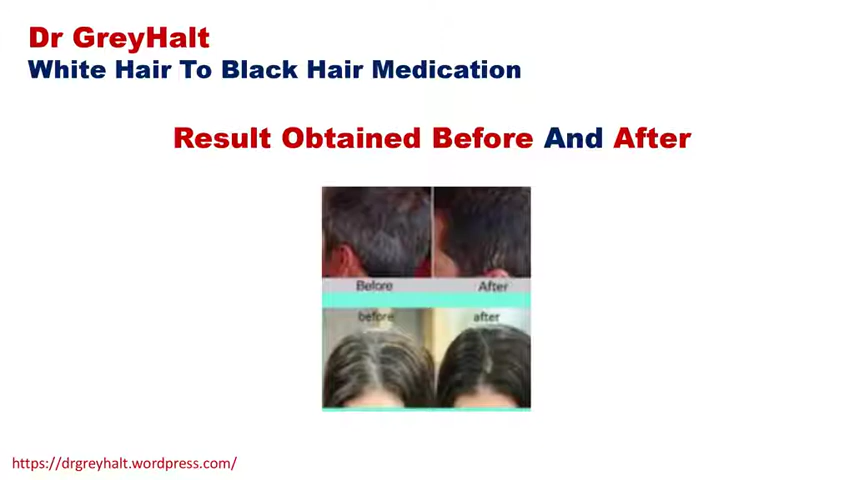 Dr GreyHalt
White Hair To Black Hair Medication
Result Obtained Before And After
Before After
before after
https://drgreyhalt.wordpress.com/